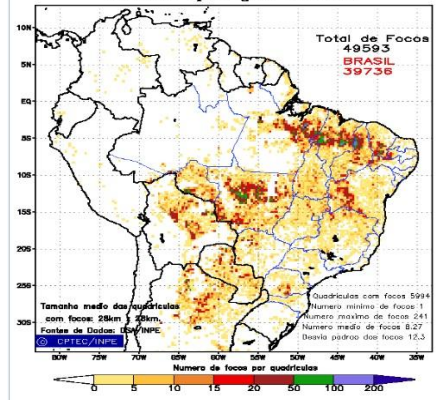 Total de Focos
49593
BRASIL
39736
10N
5N
EQ
5S
10S
15S
20S
25S
30S
Quadriculas com focos 5994
Numero minimo de focos 1
Numero maximo de focos 241
Numero medio de focos 8.27
Desvio padrao dos focos 12.3
Tamanho medio das quadriculas
com focos: 28km x 28km.
Fontes de Dados: DSA/INPE
© CPTEC/INPE
80W 75W 70W 65W 60W 55W 50W 45W 40W 35W
Numero de focos por quadriculas
0 5 10 15 20 50 100 200